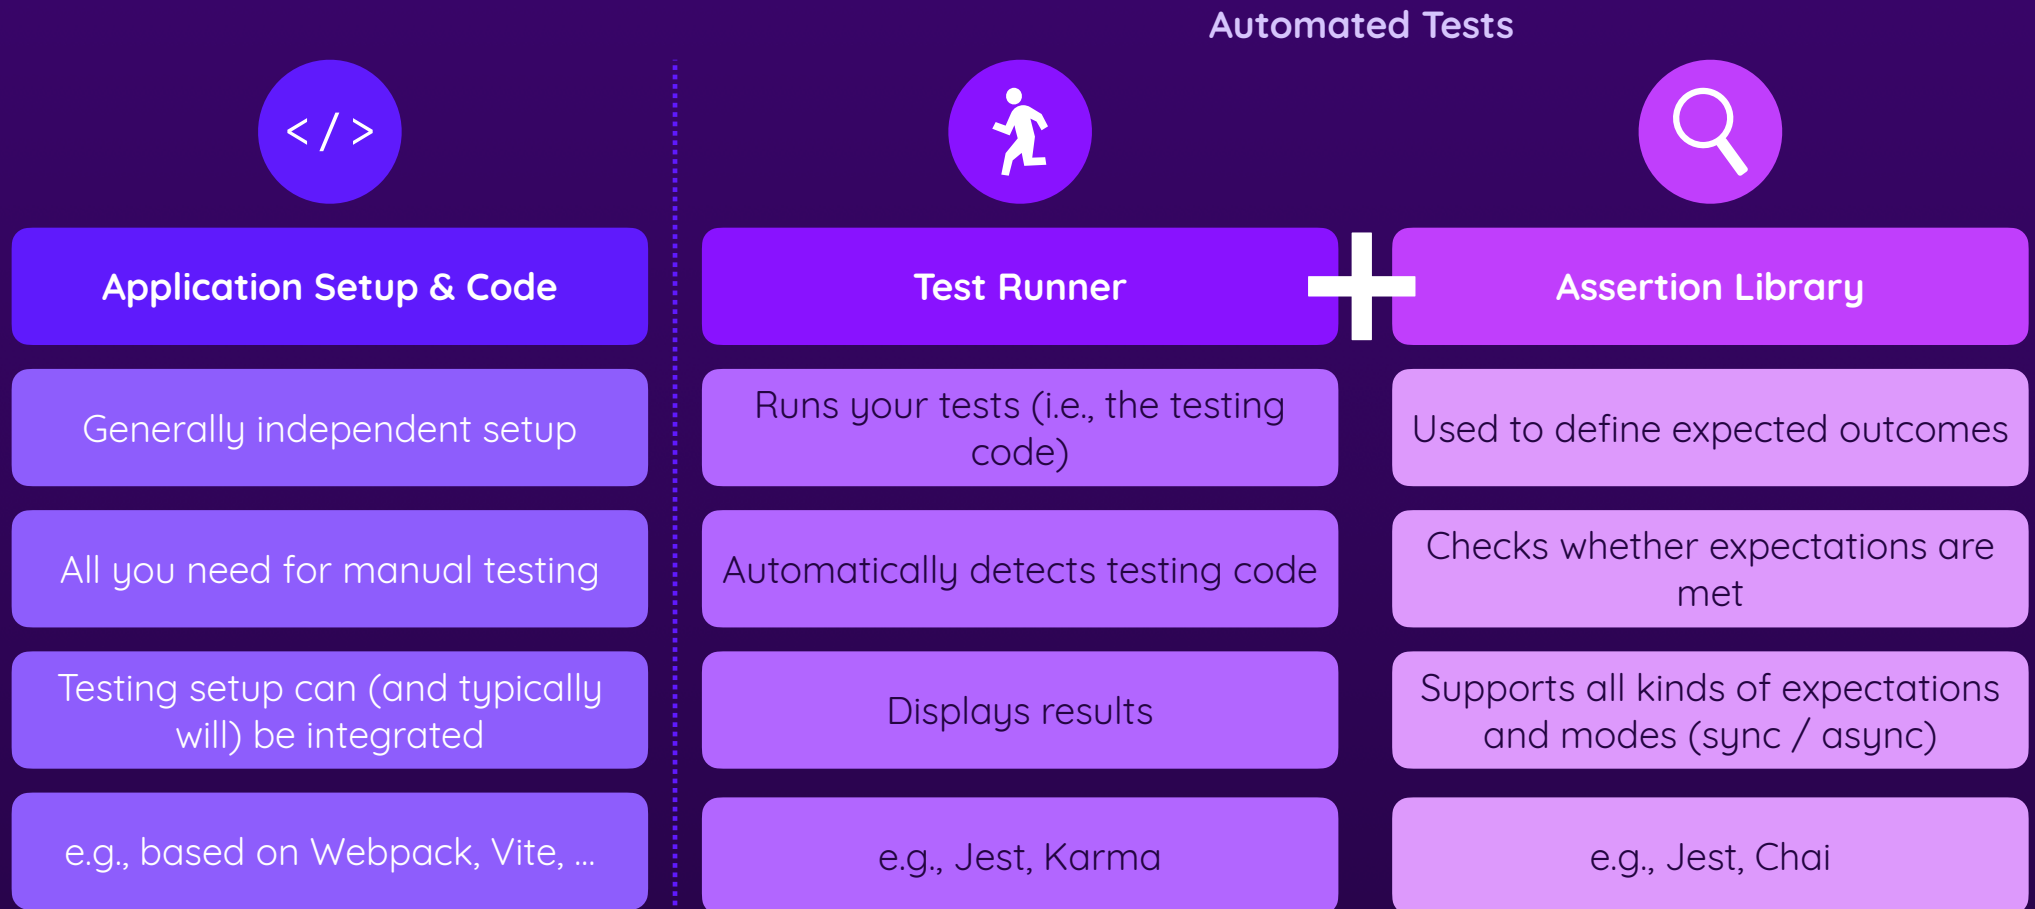 Automated Tests
</>
Application Setup & Code
Generally independent setup
All you need for manual testing
Testing setup can (and typically
will) be integrated
e.g., based on Webpack, Vite, ...
Test Runner
Runs your tests (i.e., the testing
code)
Automatically detects testing code
Displays results
e.g., Jest, Karma
+
Assertion Library
Used to define expected outcomes
Checks whether expectations are
met
Supports all kinds of expectations
and modes (sync / async)
e.g., Jest, Chai